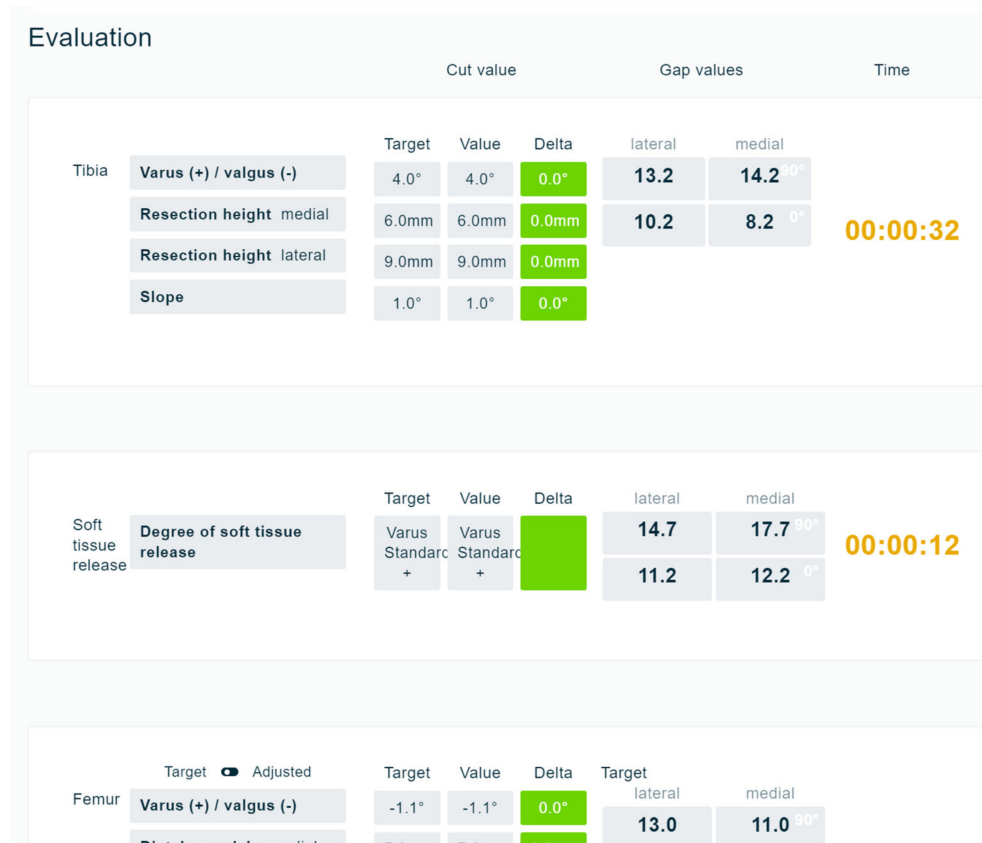 Evaluation
Cut value Gap values Time
Target Value Delta lateral medial
Tibia Varus (+) / valgus (-) 4.0° 4.0° 0.0° 13.2 14.2 90°
Resection height medial 6.0mm 6.0mm 0.0mm 10.2 8.2 0°
00:00:32
Resection height lateral 9.0mm 9.0mm 0.0mm
Slope 1.0° 1.0° 0.0°
Target Value Delta lateral medial
Soft tissue release Degree of soft tissue release Varus Standard + Varus Standard + 14.7 17.7 90°
00:00:12
11.2 12.2 0°
Target Adjusted Target Value Delta Target
lateral medial
Femur Varus (+) / valgus (-) -1.1° -1.1° 0.0°
13.0 11.0 90°